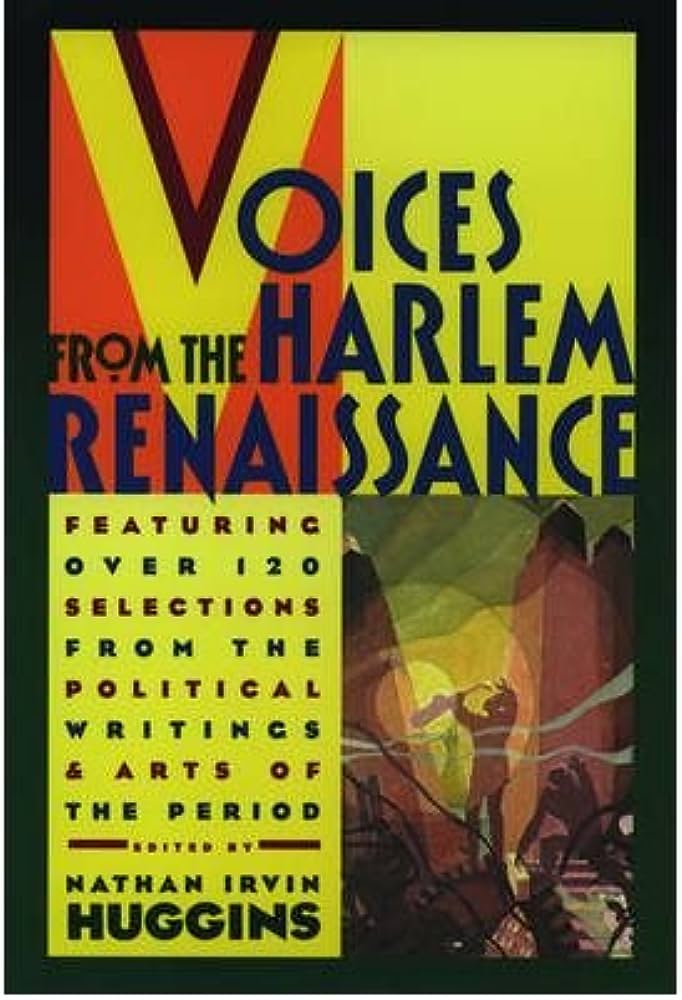 VOICES
FROM THE HARLEM
RENAISSANCE
FEATURING
OVER 120
SELECTIONS
FROM THE
POLITICAL
WRITINGS
& ARTS OF
THE PERIOD
EDITED BY
NATHAN IRVIN
HUGGINS